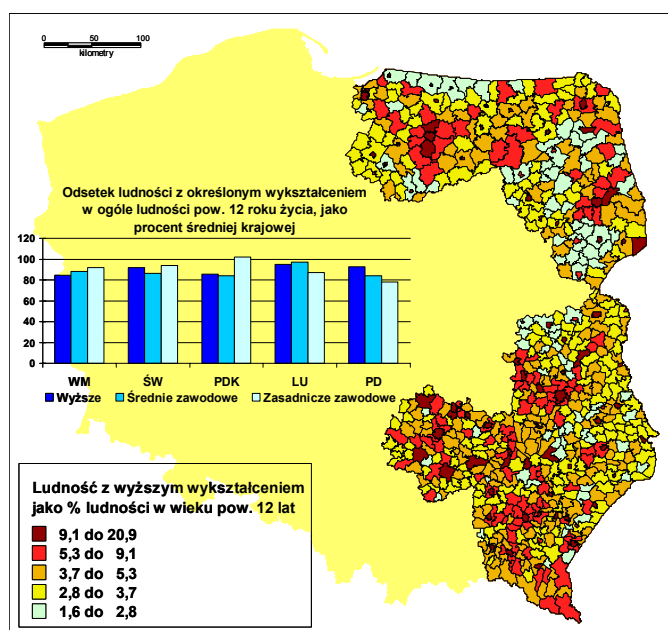 0 50 100
kilometry
Odsetek ludności z określonym wykształceniem
w ogóle ludności pow. 12 roku życia, jako
procent średniej krajowej
120
100
80
60
40
20
0
WM ŚW PDK LU PD
Wyższe Średnie zawodowe Zasadnicze zawodowe
Ludność z wyższym wykształceniem
jako % ludności w wieku pow. 12 lat
9,1 do 20,9
5,3 do 9,1
3,7 do 5,3
2,8 do 3,7
1,6 do 2,8